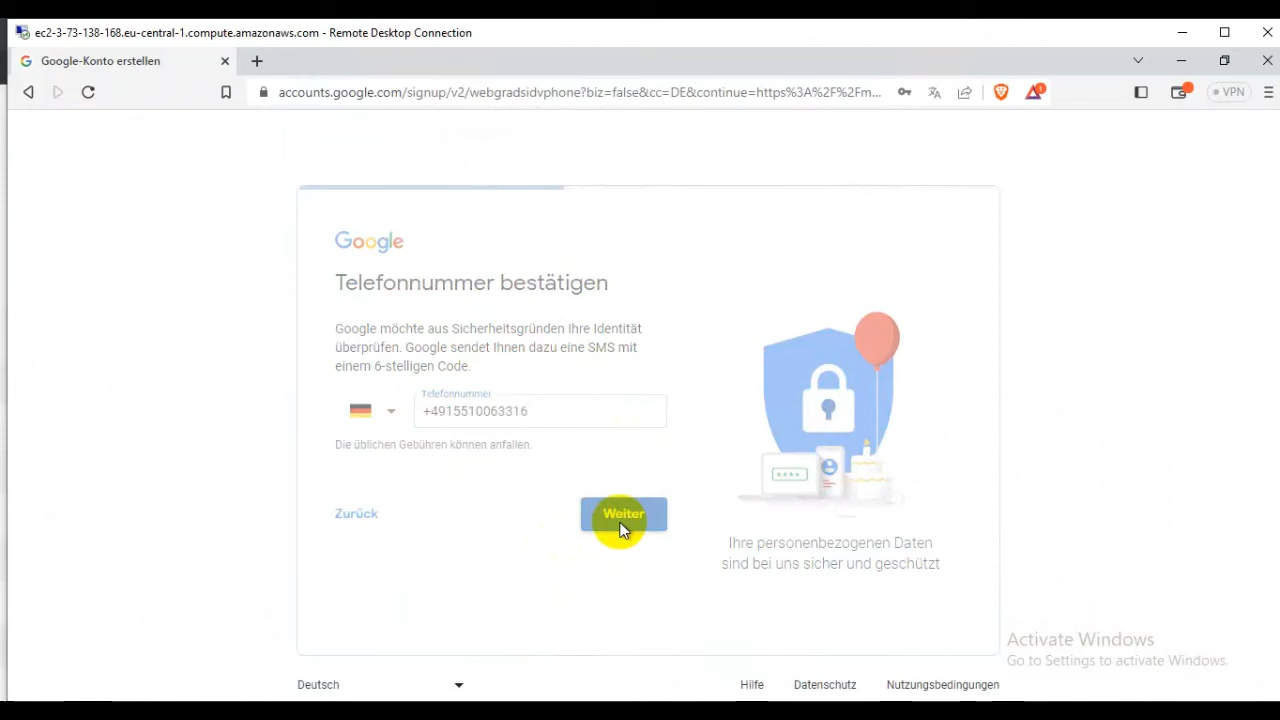 ec2-3-73-138-168.eu-central-1.compute.amazonaws.com - Remote Desktop Connection
Google-Konto erstellen
accounts.google.com/signup/v2/webgradsidvphone?biz=false&cc=DE&continue=https%3A%2F%2Fm...
1
VPN
Google
Telefonnummer bestätigen
Google möchte aus Sicherheitsgründen Ihre Identität
überprüfen. Google sendet Ihnen dazu eine SMS mit
einem 6-stelligen Code.
Telefonnummer
+4915510063316
Die üblichen Gebühren können anfallen.
Zurück
Weiter
****
Ihre personenbezogenen Daten
sind bei uns sicher und geschützt
Activate Windows
Go to Settings to activate Windows.
Deutsch
Hilfe
Datenschutz
Nutzungsbedingungen